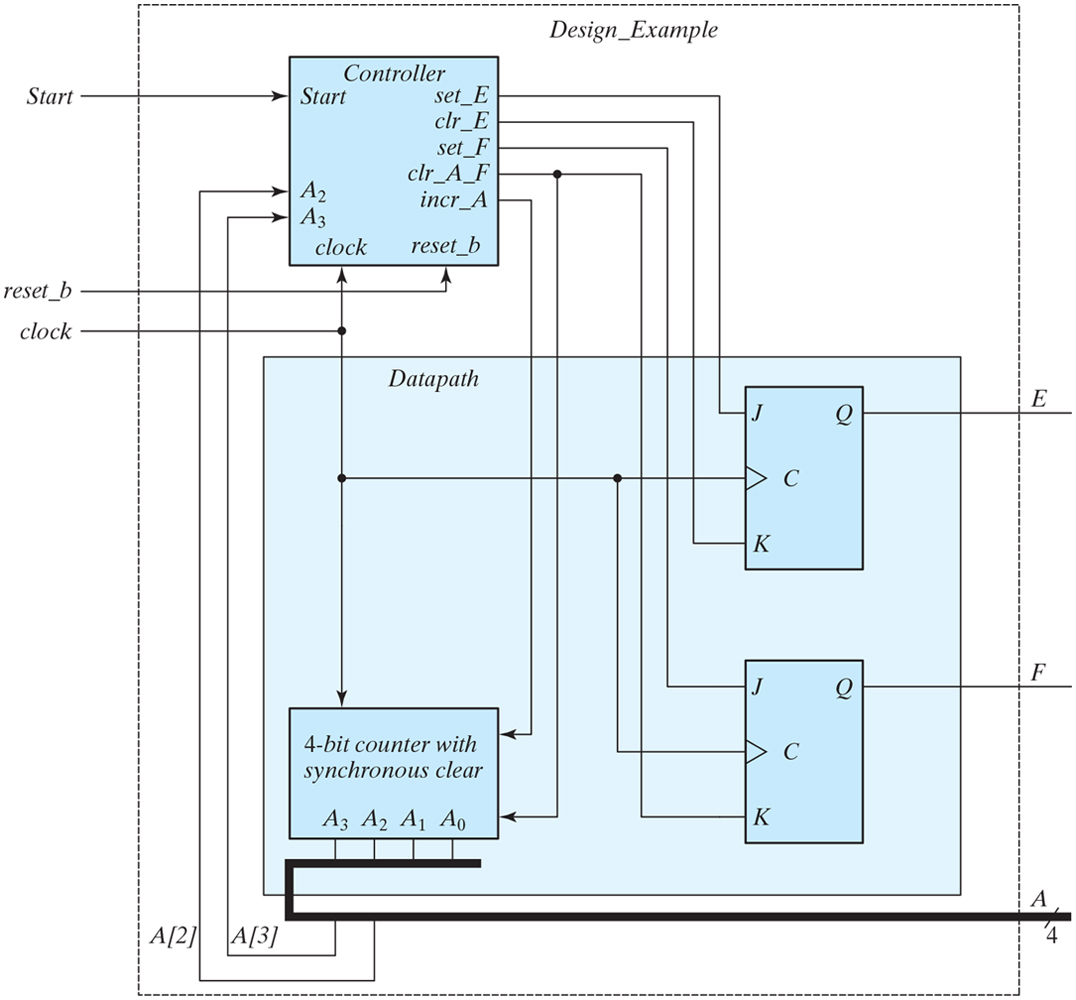 Design_Example
Controller
Start
Start
set_E
clr_E
set_F
clr_A_F
incr_A
A2
A3
clock
reset_b
reset_b
clock
Datapath
E
J
Q
C
K
F
J
Q
C
K
4-bit counter with
synchronous clear
A3 A2 A1 A0
A
4
A[2]
A[3]